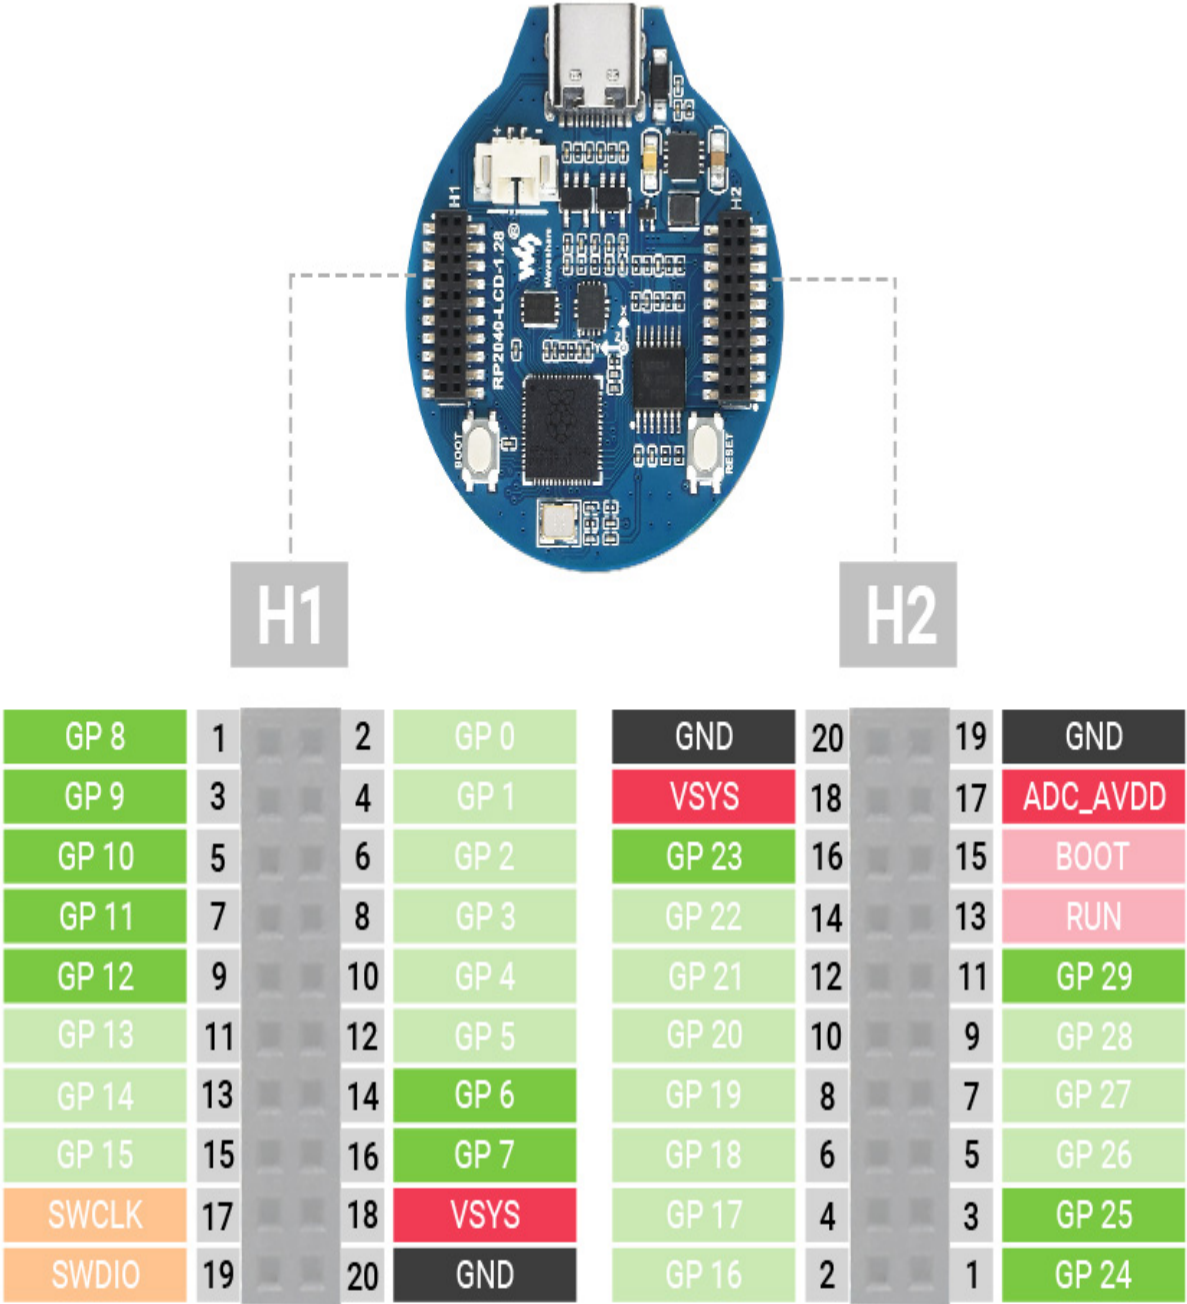 + -
H1
H2
Waveshare
RP2040-LCD-1.28
BOOT
RESET
H1
H2
GP 8 1 2 GP 0 GND 20 19 GND
GP 9 3 4 GP 1 VSYS 18 17 ADC_AVDD
GP 10 5 6 GP 2 GP 23 16 15 BOOT
GP 11 7 8 GP 3 GP 22 14 13 RUN
GP 12 9 10 GP 4 GP 21 12 11 GP 29
GP 13 11 12 GP 5 GP 20 10 9 GP 28
GP 14 13 14 GP 6 GP 19 8 7 GP 27
GP 15 15 16 GP 7 GP 18 6 5 GP 26
SWCLK 17 18 VSYS GP 17 4 3 GP 25
SWDIO 19 20 GND GP 16 2 1 GP 24